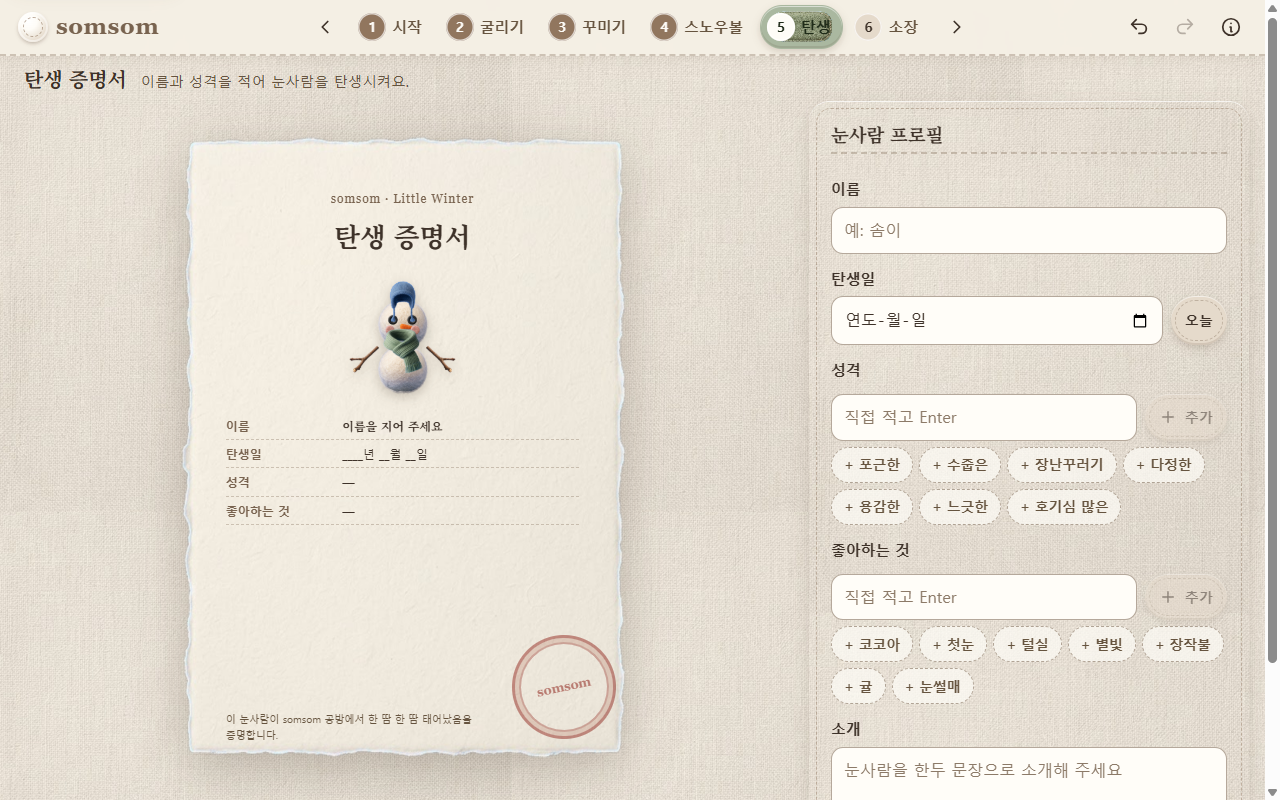 somsom
1 시작 2 굴리기 3 꾸미기 4 스노우볼 5 탄생 6 소장
탄생 증명서 이름과 성격을 적어 눈사람을 탄생시켜요.
somsom · Little Winter
탄생 증명서
이름 이름을 지어 주세요
탄생일 ____년 __월 __일
성격 —
좋아하는 것 —
somsom
이 눈사람이 somsom 공방에서 한 땀 한 땀 태어났음을
증명합니다.
눈사람 프로필
이름
예: 솜이
탄생일
연도-월-일 오늘
성격
직접 적고 Enter + 추가
+ 포근한 + 수줍은 + 장난꾸러기 + 다정한
+ 용감한 + 느긋한 + 호기심 많은
좋아하는 것
직접 적고 Enter + 추가
+ 코코아 + 첫눈 + 털실 + 별빛 + 장작불
+ 귤 + 눈썰매
소개
눈사람을 한두 문장으로 소개해 주세요